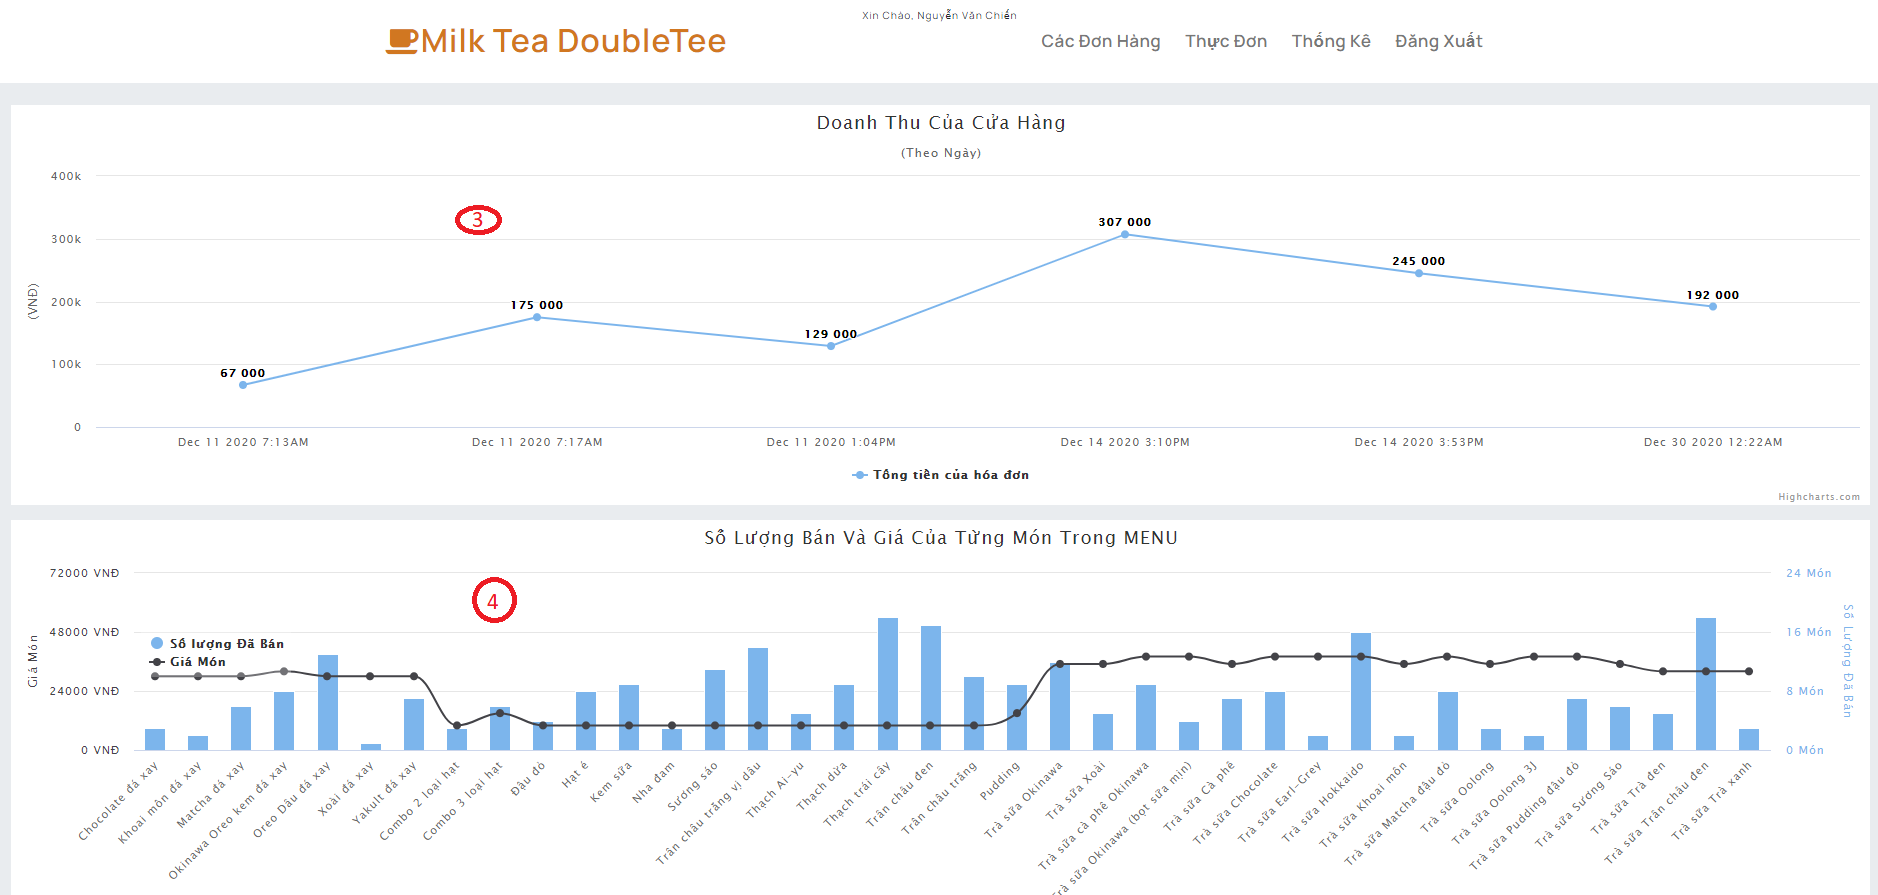 Xin Chào, Nguyễn Văn Chiến
Milk Tea DoubleTee
Các Đơn Hàng Thực Đơn Thống Kê Đăng Xuất
Doanh Thu Của Cửa Hàng
(Theo Ngày)
(VNĐ)
400k
300k
200k
100k
0
3
67 000
175 000
129 000
307 000
245 000
192 000
Dec 11 2020 7:13AM
Dec 11 2020 7:17AM
Dec 11 2020 1:04PM
Dec 14 2020 3:10PM
Dec 14 2020 3:53PM
Dec 30 2020 12:22AM
Tổng tiền của hóa đơn
Highcharts.com
Số Lượng Bán Và Giá Của Từng Món Trong MENU
Giá Món
72000 VNĐ
48000 VNĐ
24000 VNĐ
0 VNĐ
4
Số lượng Đã Bán
Giá Món
24 Món
16 Món
8 Món
0 Món
Số Lượng Đã Bán
Chocolate đá xay
Khoai môn đá xay
Matcha đá xay
Okinawa Oreo kem đá xay
Oreo Dâu đá xay
Xoài đá xay
Yakult đá xay
Combo 2 loại hạt
Combo 3 loại hạt
Đậu đỏ
Hạt é
Kem sữa
Nha đam
Sương sáo
Trân châu trắng vị dâu
Thạch Ai-yu
Thạch dừa
Thạch trái cây
Trân châu đen
Trân châu trắng
Pudding
Trà sữa Okinawa
Trà sữa Xoài
Trà sữa cà phê Okinawa
Trà sữa Okinawa (bọt sữa mịn)
Trà sữa Cà phê
Trà sữa Chocolate
Trà sữa Earl-Grey
Trà sữa Hokkaido
Trà sữa Khoai môn
Trà sữa Matcha đậu đỏ
Trà sữa Oolong
Trà sữa Oolong 3J
Trà sữa Pudding đậu đỏ
Trà sữa Sương Sáo
Trà sữa Trà đen
Trà sữa Trân châu đen
Trà sữa Trà xanh